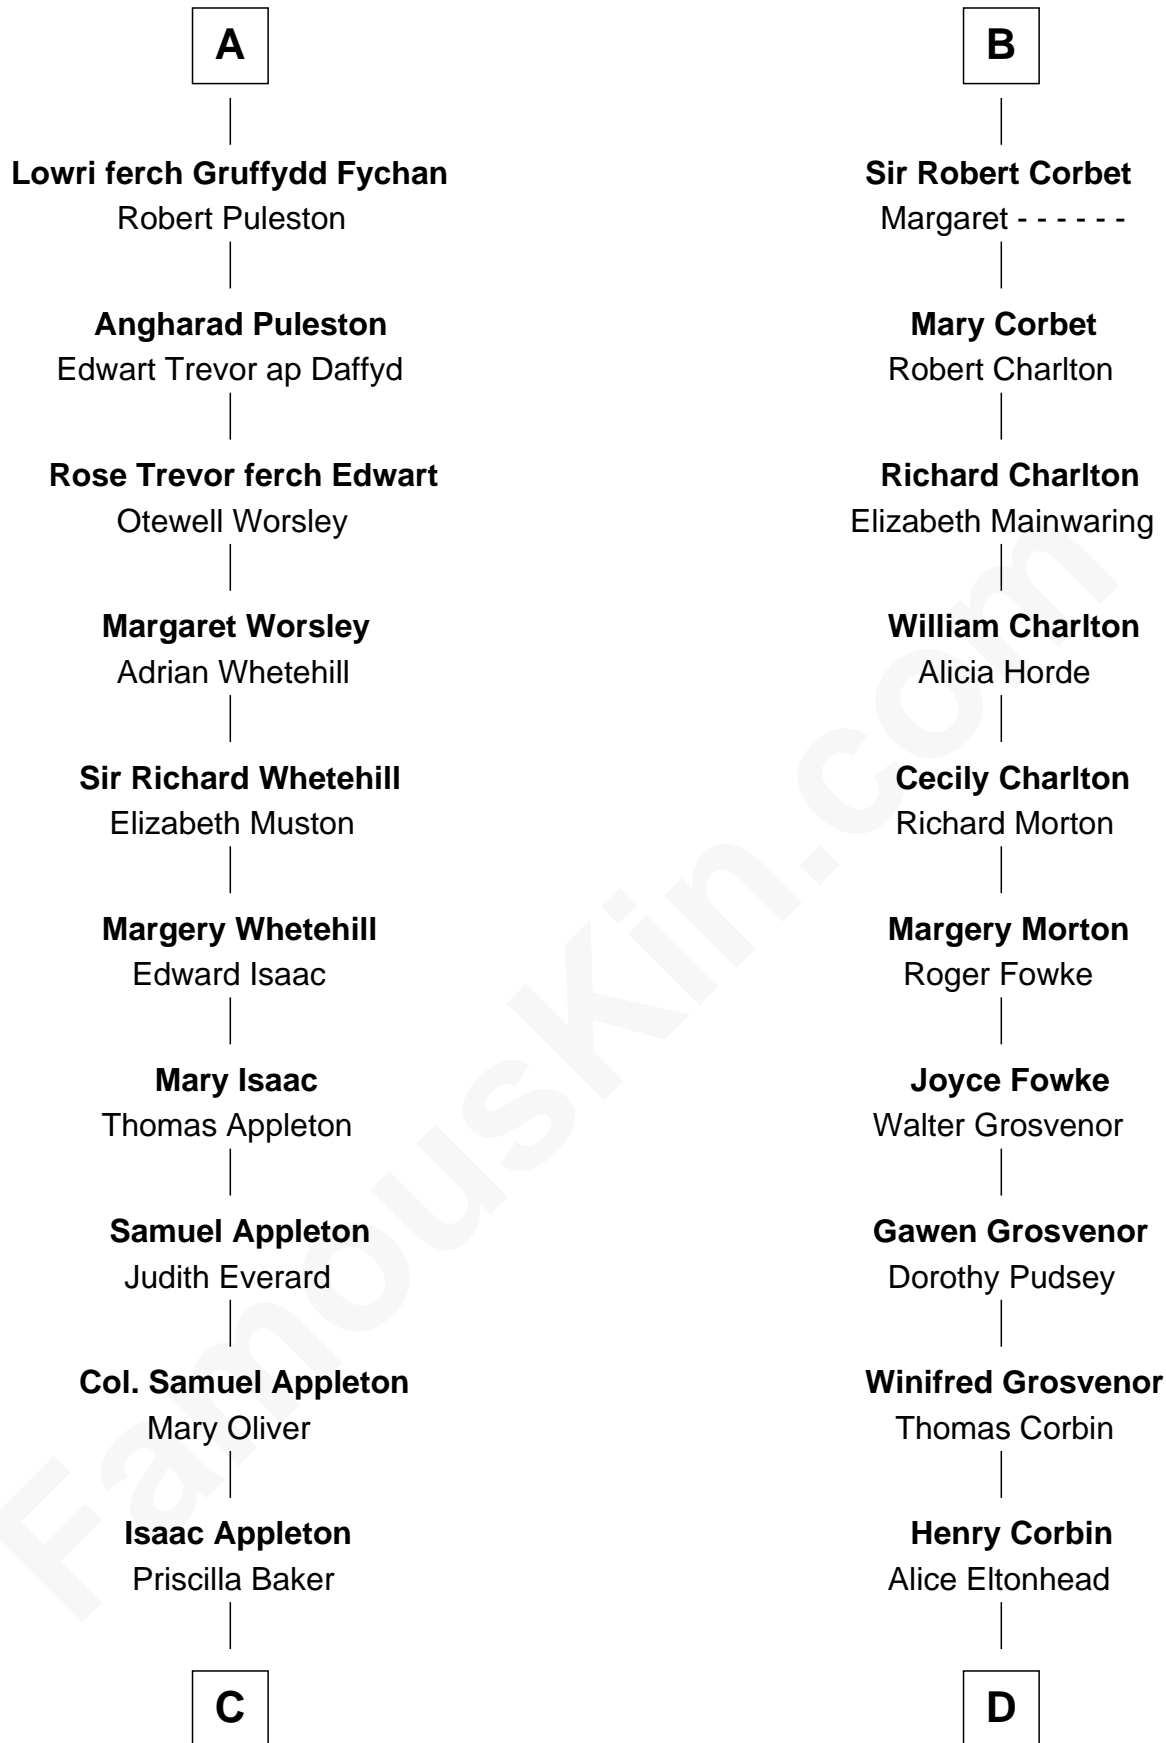 A
Lowri ferch Gruffydd Fychan
Robert Puleston
Angharad Puleston
Edwart Trevor ap Daffyd
Rose Trevor ferch Edwart
Otewell Worsley
Margaret Worsley
Adrian Whetehill
Sir Richard Whetehill
Elizabeth Muston
Margery Whetehill
Edward Isaac
Mary Isaac
Thomas Appleton
Samuel Appleton
Judith Everard
Col. Samuel Appleton
Mary Oliver
Isaac Appleton
Priscilla Baker
C
B
Sir Robert Corbet
Margaret - - - - - -
Mary Corbet
Robert Charlton
Richard Charlton
Elizabeth Mainwaring
William Charlton
Alicia Horde
Cecily Charlton
Richard Morton
Margery Morton
Roger Fowke
Joyce Fowke
Walter Grosvenor
Gawen Grosvenor
Dorothy Pudsey
Winifred Grosvenor
Thomas Corbin
Henry Corbin
Alice Eltonhead
D
FamousKin.com